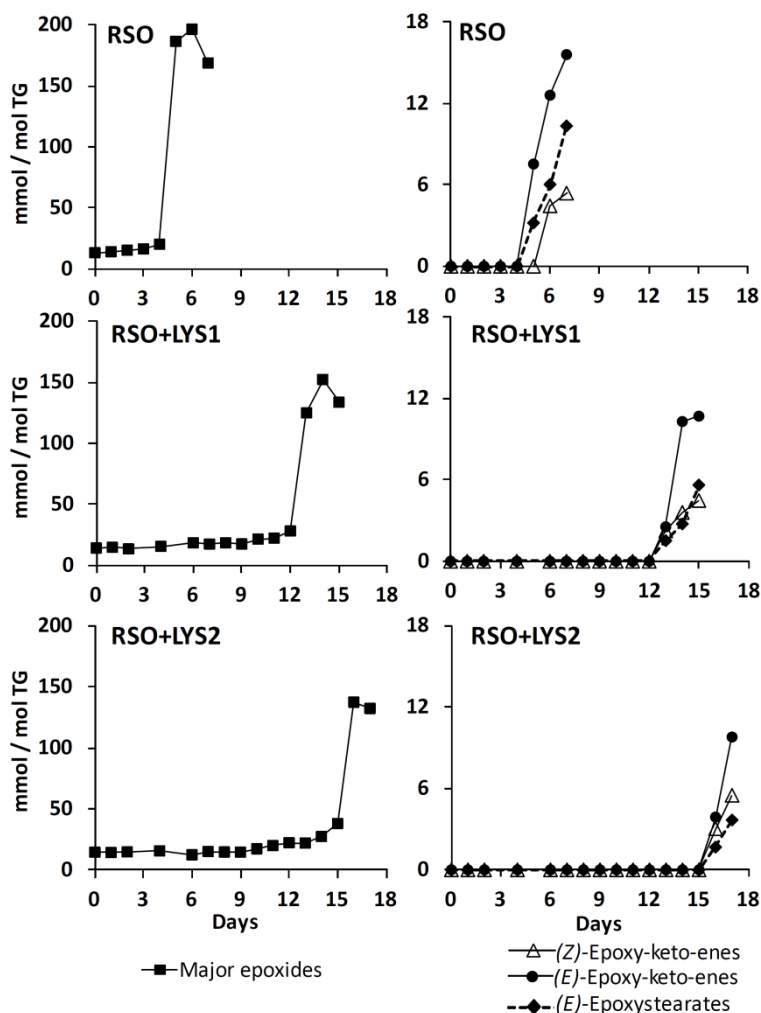 RSO
mmol / mol TG
200
150
100
50
0
0 3 6 9 12 15 18
RSO
18
12
6
0
0 3 6 9 12 15 18
RSO+LYS1
mmol / mol TG
200
150
100
50
0
0 3 6 9 12 15 18
RSO+LYS1
18
12
6
0
0 3 6 9 12 15 18
RSO+LYS2
mmol / mol TG
200
150
100
50
0
0 3 6 9 12 15 18
Days
RSO+LYS2
18
12
6
0
0 3 6 9 12 15 18
Days
Major epoxides
(Z)-Epoxy-keto-enes
(E)-Epoxy-keto-enes
(E)-Epoxystearates